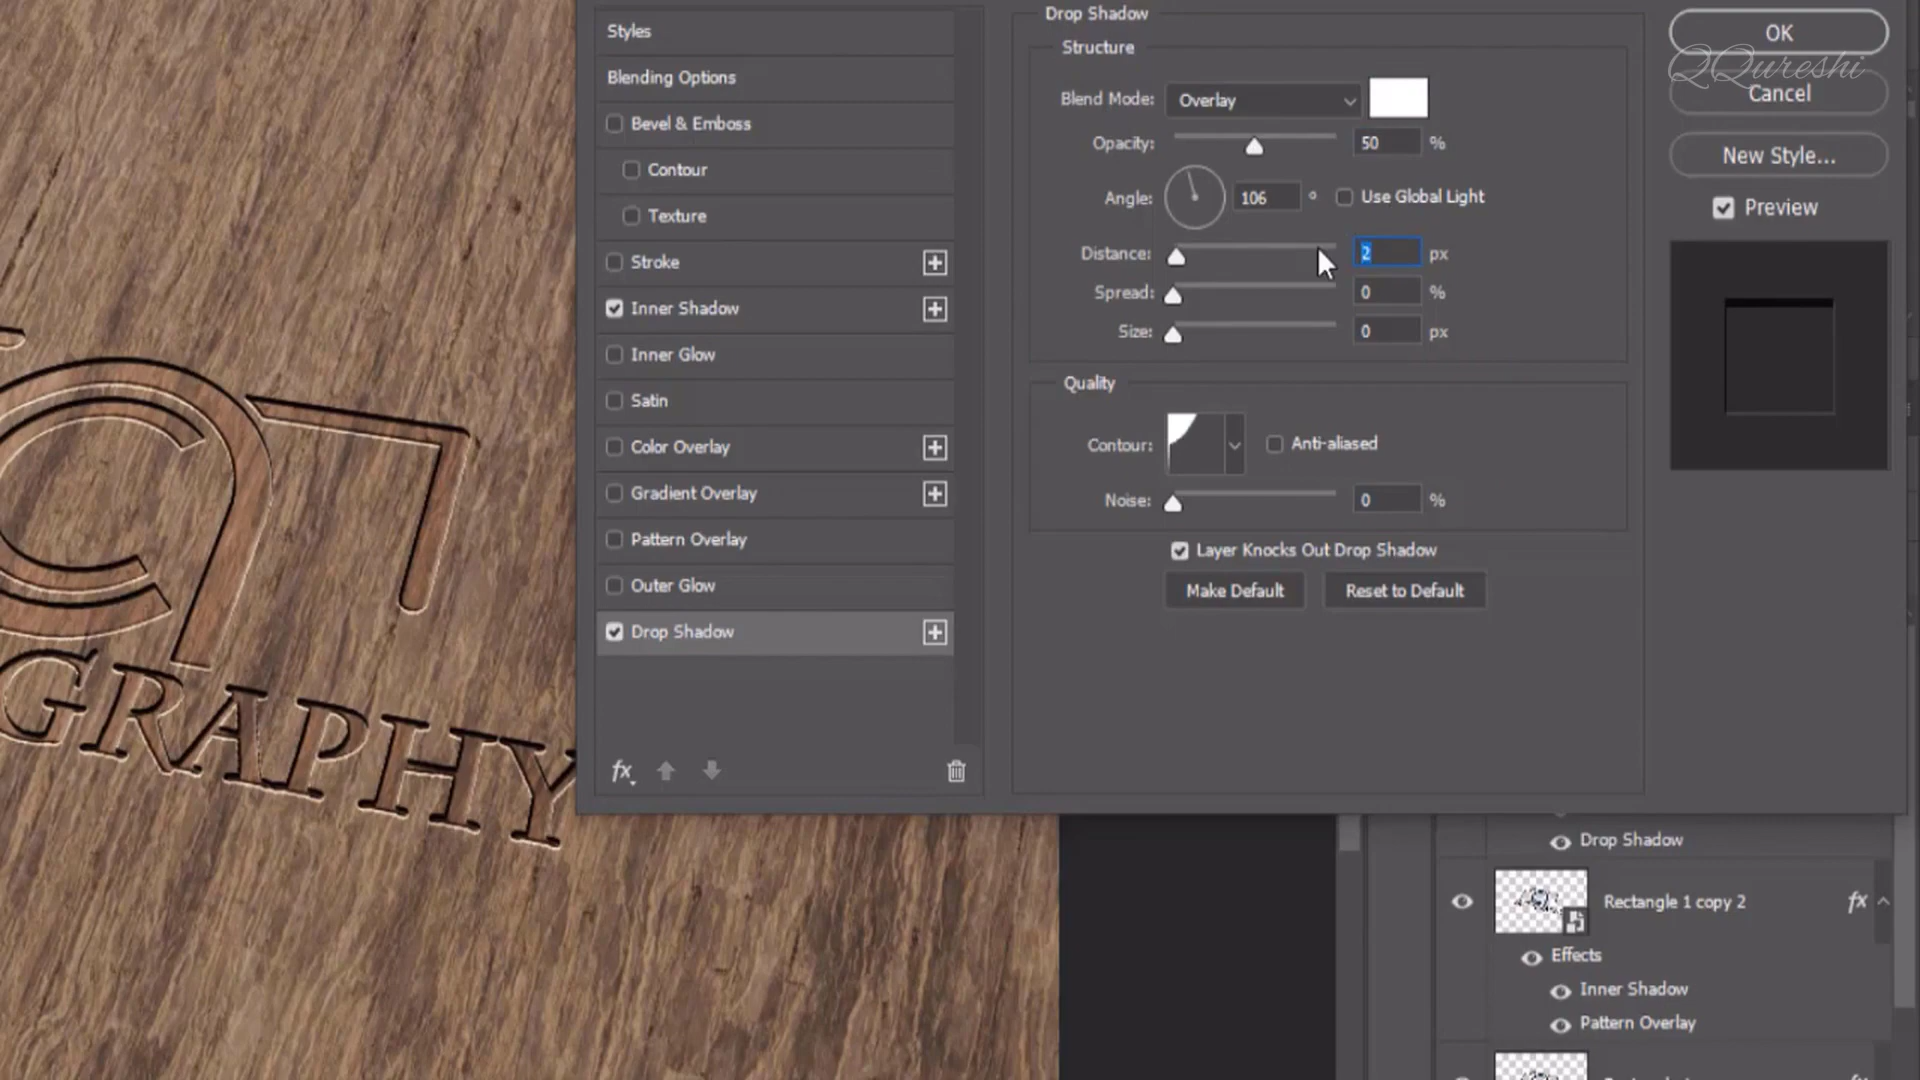 Styles
Blending Options
Bevel & Emboss
Contour
Texture
Stroke
Inner Shadow
Inner Glow
Satin
Color Overlay
Gradient Overlay
Pattern Overlay
Outer Glow
Drop Shadow
fx
Drop Shadow
Structure
Blend Mode: Overlay
Opacity: 50 %
Angle: 106 ° Use Global Light
Distance: 2 px
Spread: 0 %
Size: 0 px
Quality
Contour: Anti-aliased
Noise: 0 %
Layer Knocks Out Drop Shadow
Make Default Reset to Default
OK
QQureshi
Cancel
New Style...
Preview
GRAPHY
Drop Shadow
Rectangle 1 copy 2 fx
Effects
Inner Shadow
Pattern Overlay